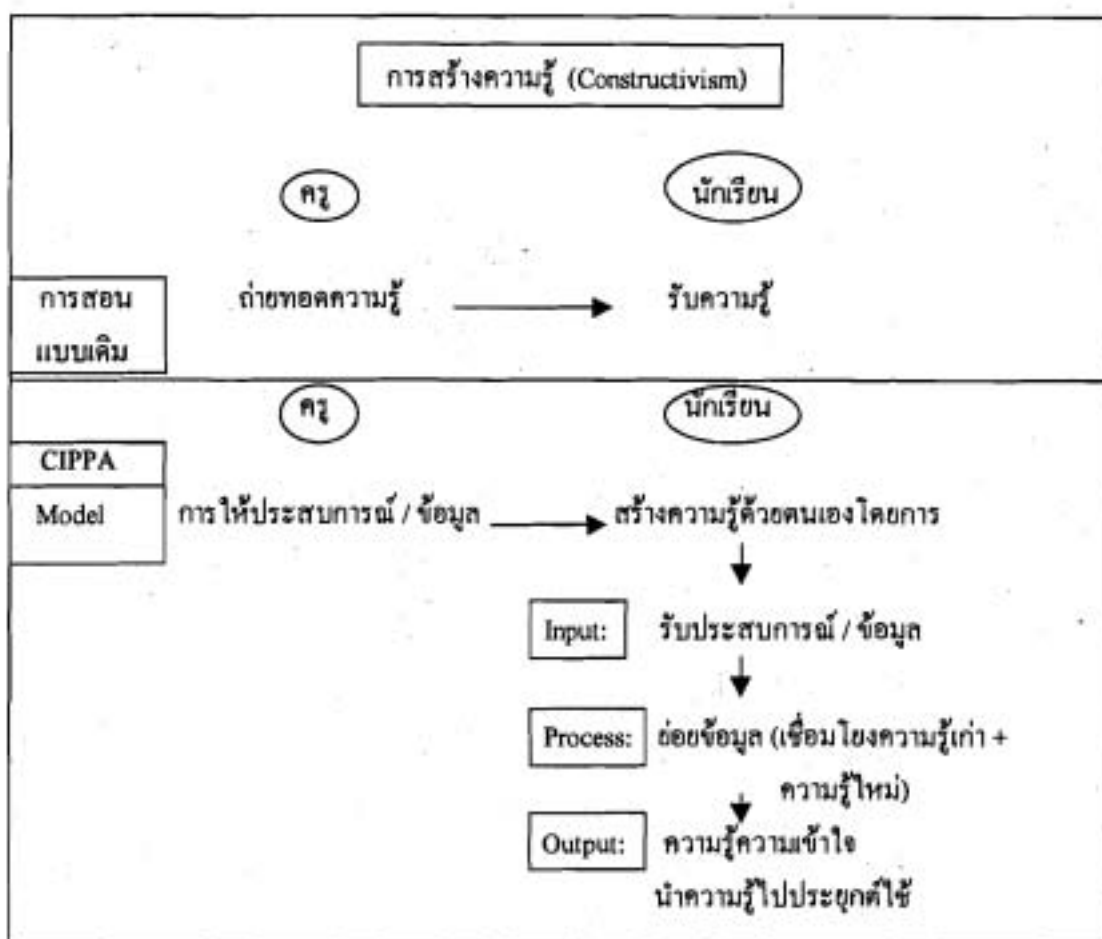 การสร้างความรู้ (Constructivism)
ครู นักเรียน
การสอน ถ่ายทอดความรู้ รับความรู้
แบบเดิม
ครู นักเรียน
CIPPA
Model การให้ประสบการณ์ / ข้อมูล สร้างความรู้ด้วยตนเองโดยการ
Input: รับประสบการณ์ / ข้อมูล
Process: ย่อยข้อมูล (เชื่อมโยงความรู้เก่า +
ความรู้ใหม่)
Output: ความรู้ความเข้าใจ
นำความรู้ไปประยุกต์ใช้